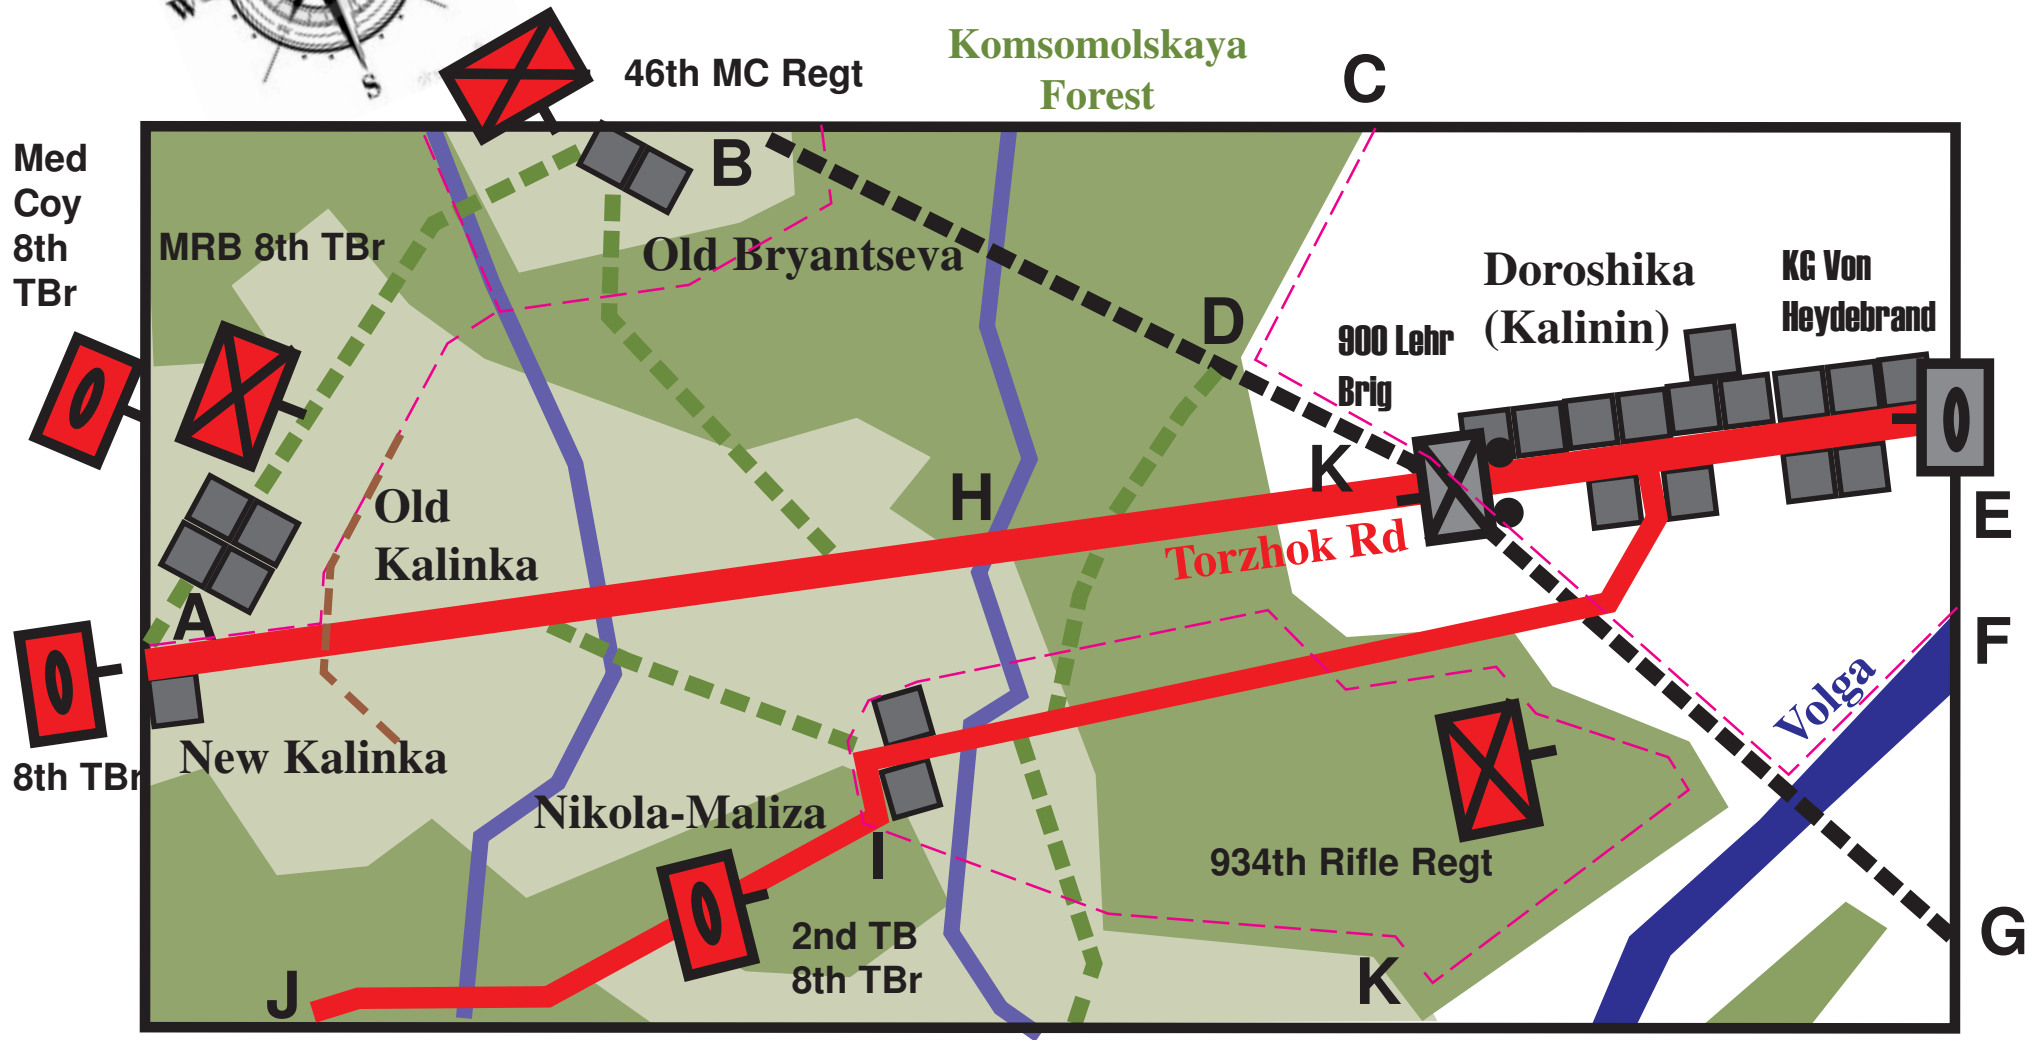 W
S
46th MC Regt
Komsomolskaya
Forest
C
Med
Coy
8th
TBr
B
MRB 8th TBr
Old Bryantseva
D
Doroshika
(Kalinin)
KG Von
Heydebrand
900 Lehr
Brig
K
H
Old
Kalinka
Torzhok Rd
E
A
F
Volga
8th TBr
New Kalinka
Nikola-Maliza
I
934th Rifle Regt
2nd TB
8th TBr
G
K
J